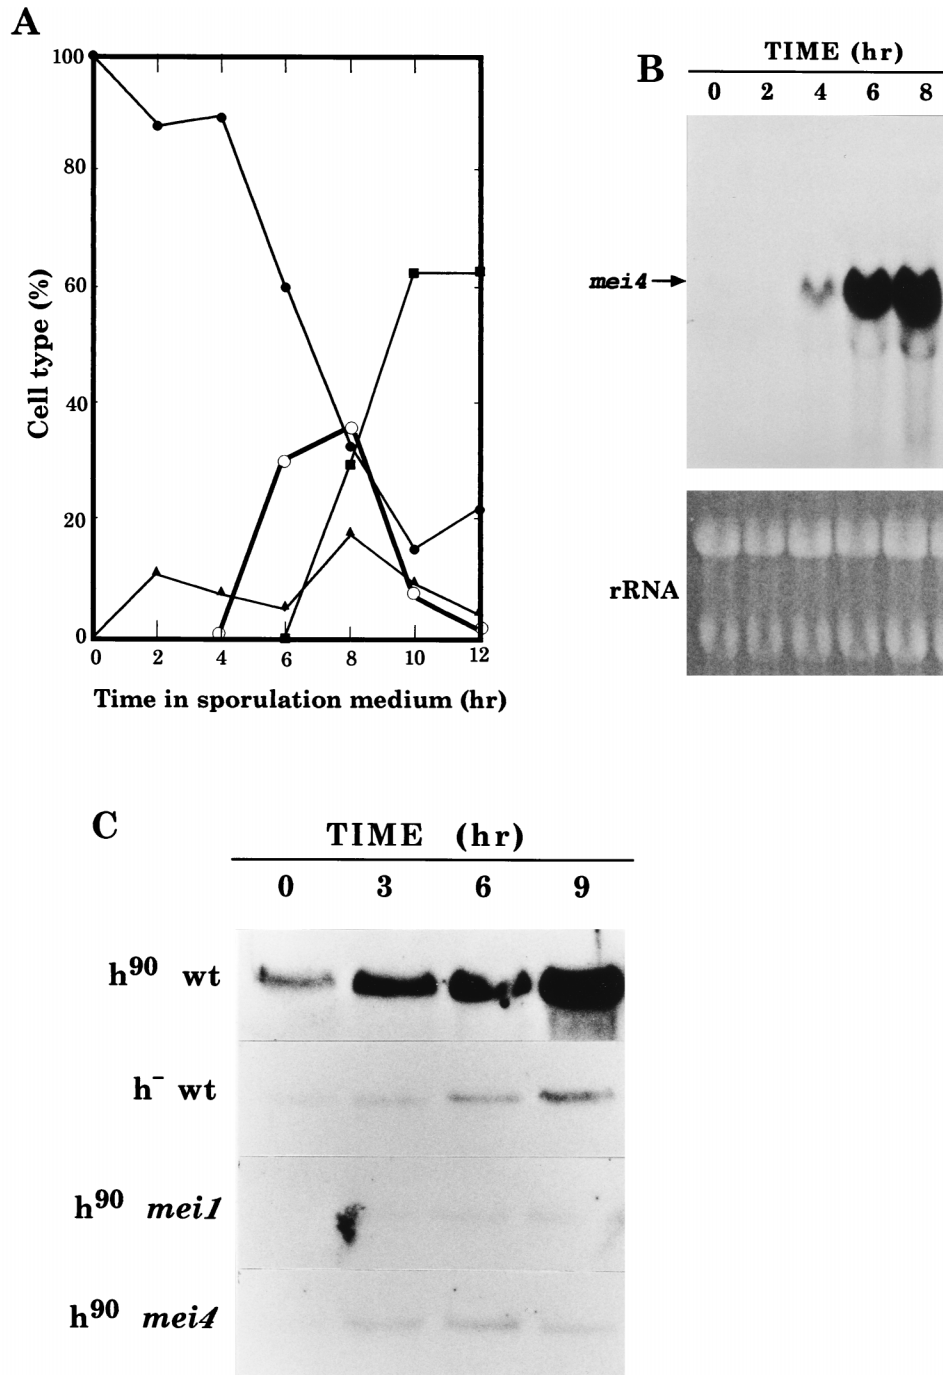 A
100
80
60
40
20
0
Cell type (%)
0 2 4 6 8 10 12
Time in sporulation medium (hr)
B
TIME (hr)
0 2 4 6 8
mei4
rRNA
C
TIME (hr)
0 3 6 9
h90 wt
h- wt
h90 mei1
h90 mei4